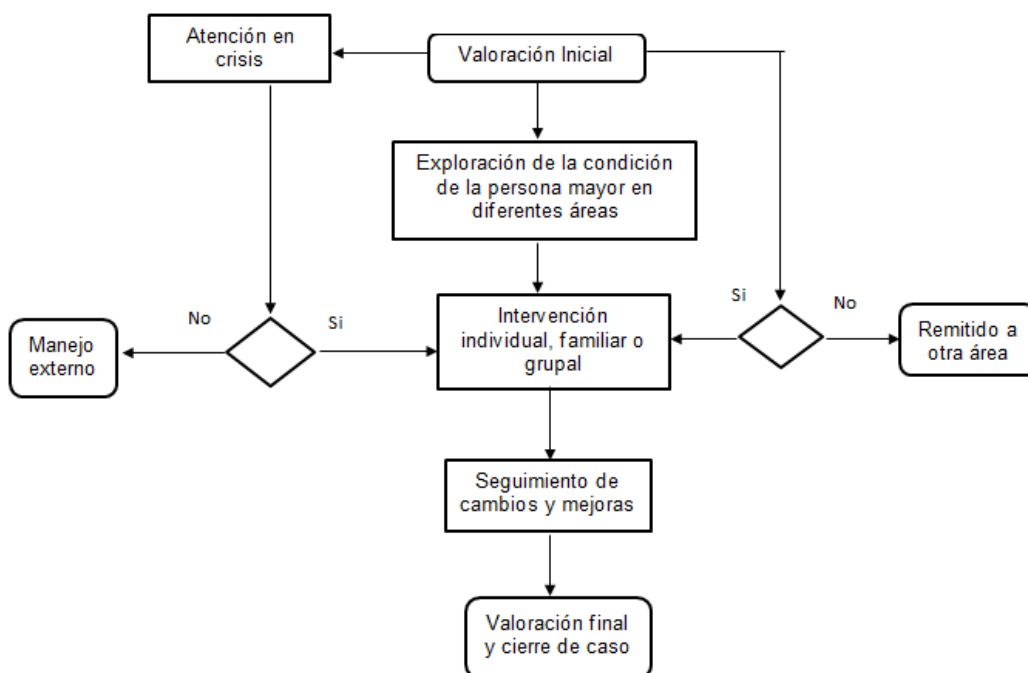 Atención en
crisis
Valoración Inicial
Exploración de la condición
de la persona mayor en
diferentes áreas
No
Si
Intervención
individual, familiar o
grupal
Si
No
Manejo
externo
Remitido a
otra área
Seguimiento de
cambios y mejoras
Valoración final
y cierre de caso